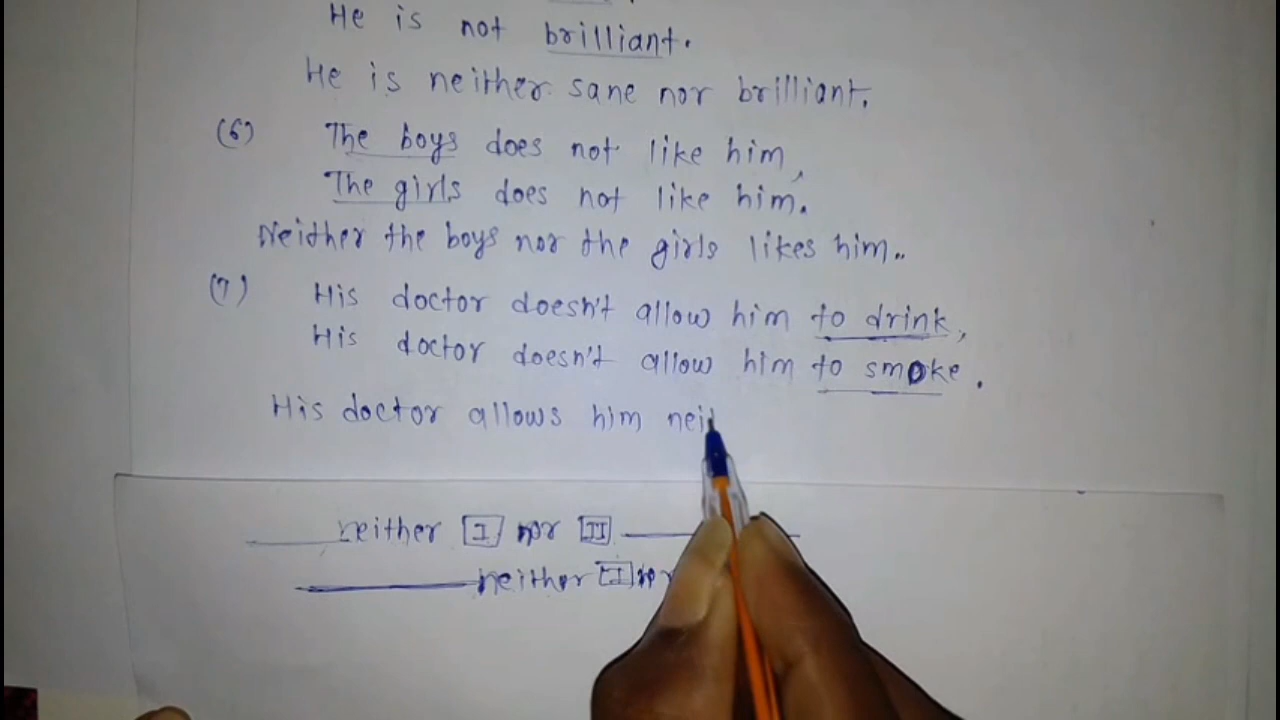 He is not brilliant.
He is neither sane nor brilliant.
(6) The boys does not like him,
The girls does not like him.
Neither the boys nor the girls likes him..
(7) His doctor doesn't allow him to drink,
His doctor doesn't allow him to smoke.
His doctor allows him nei
neither I nor II
neither I nor